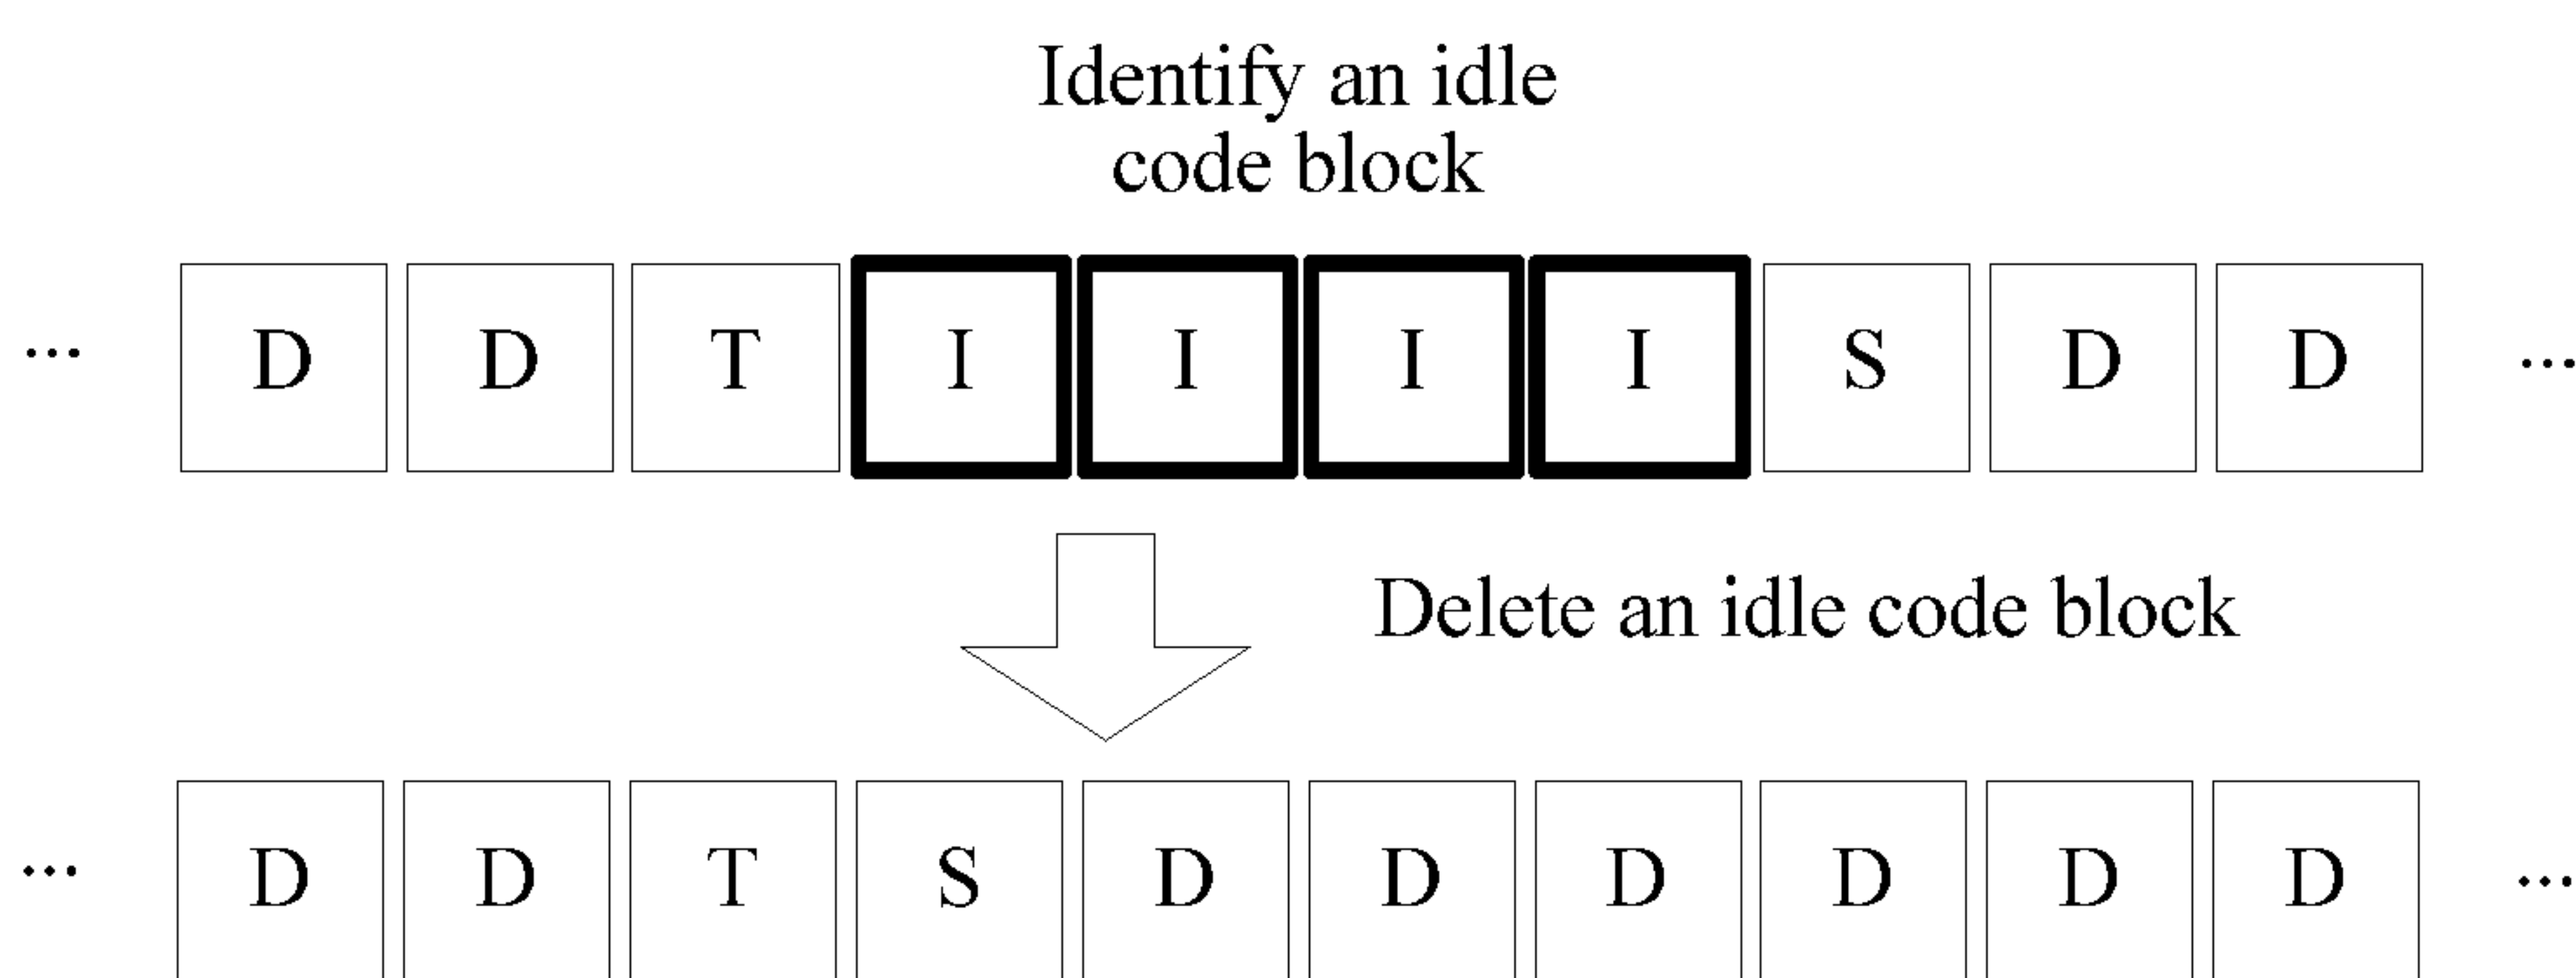 Identify an idle
code block
... D D T I I I I S D D ...
Delete an idle code block
... D D T S D D D D D D ...